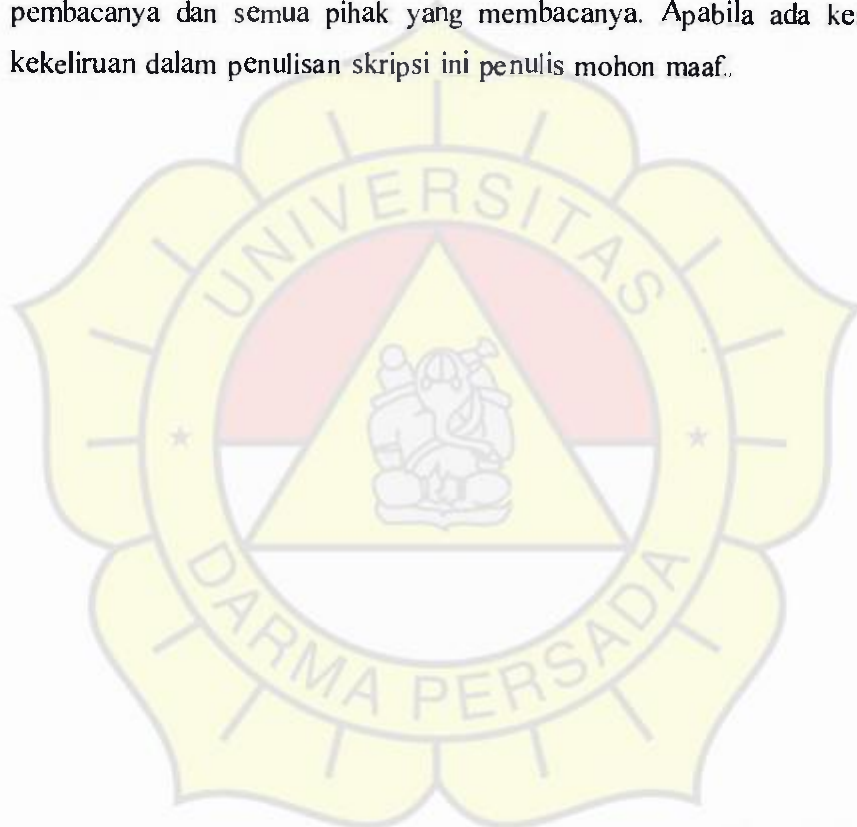 pembacanya dan semua pihak yang membacanya. Apabila ada ke
kekeliruan dalam penulisan skripsi ini penulis mohon maaf.
UNIVERSITAS
DARMA PERSADA